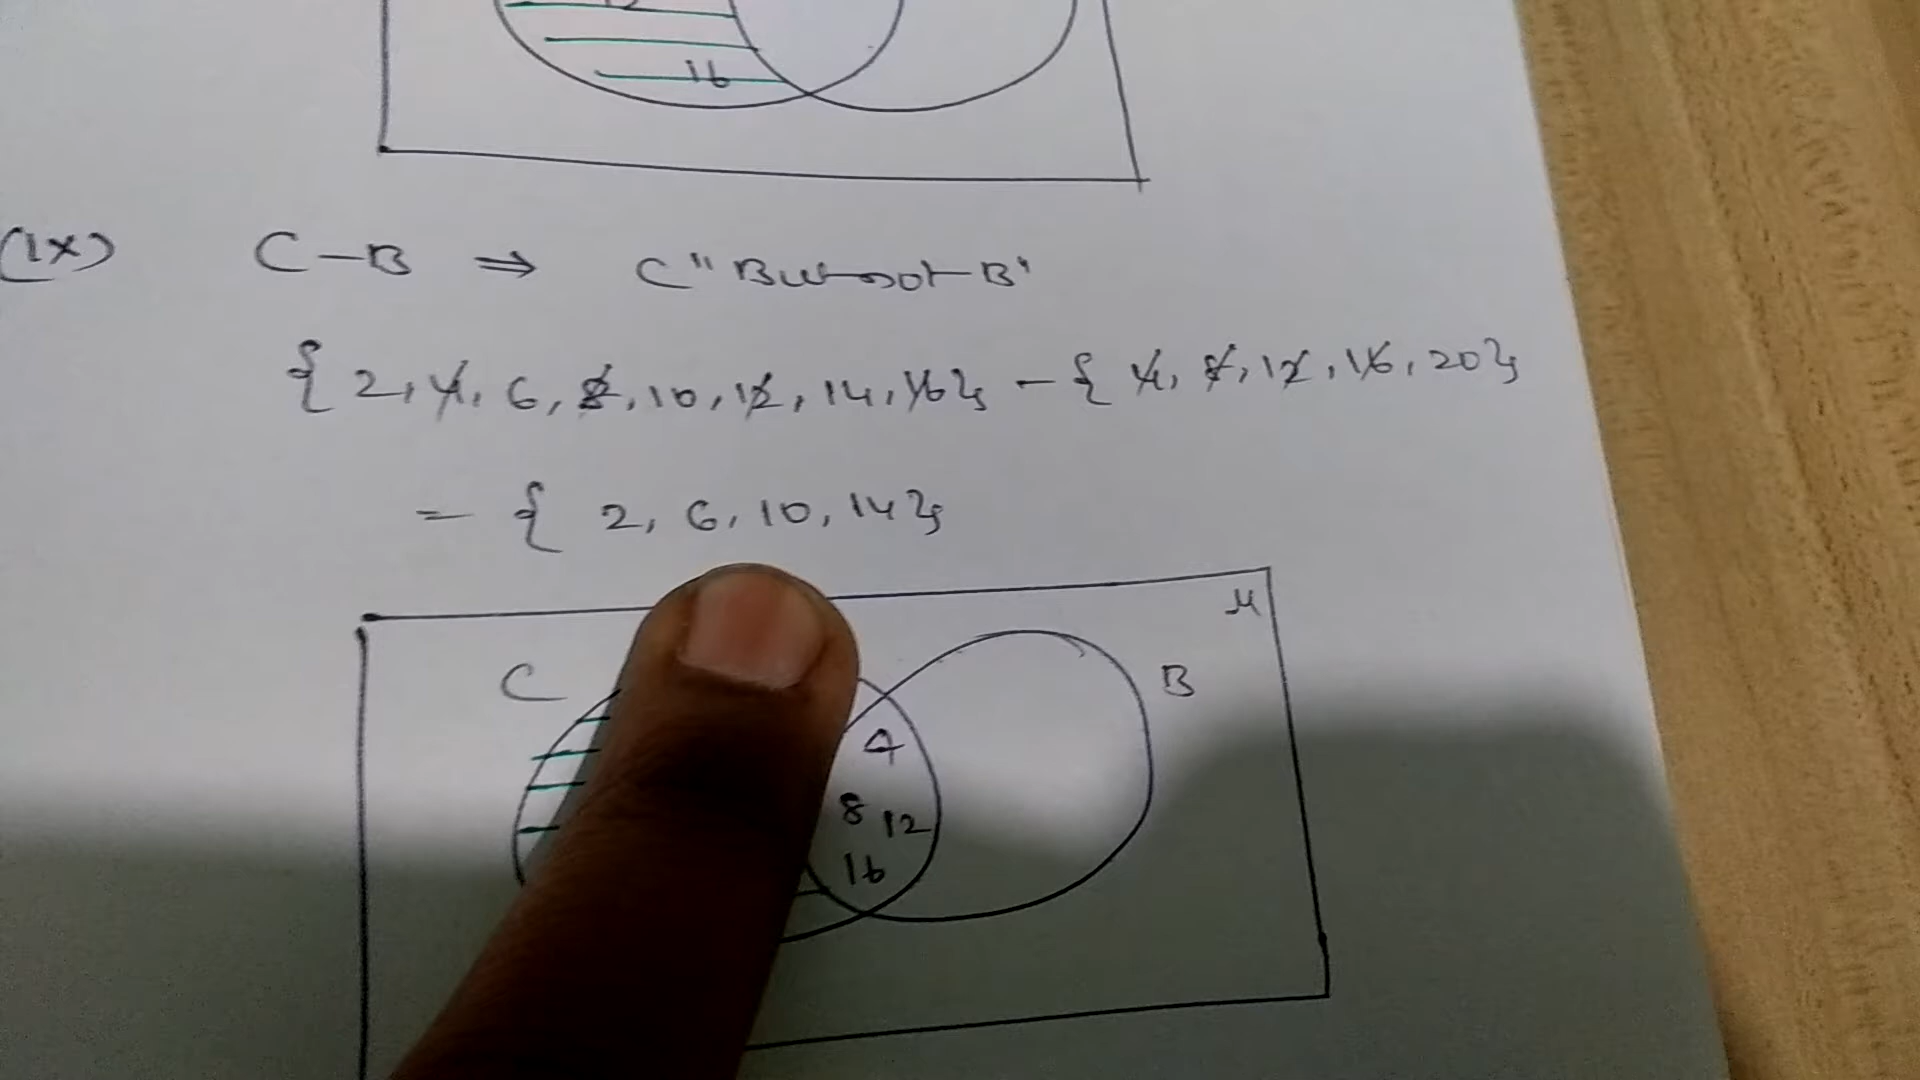 16
(ix) C-B ⇒ C "But not B"
{ 2, 4, 6, 8, 10, 12, 14, 16} - { 4, 8, 12, 16, 20}
= { 2, 6, 10, 14}
μ
C B
4
8 12
16